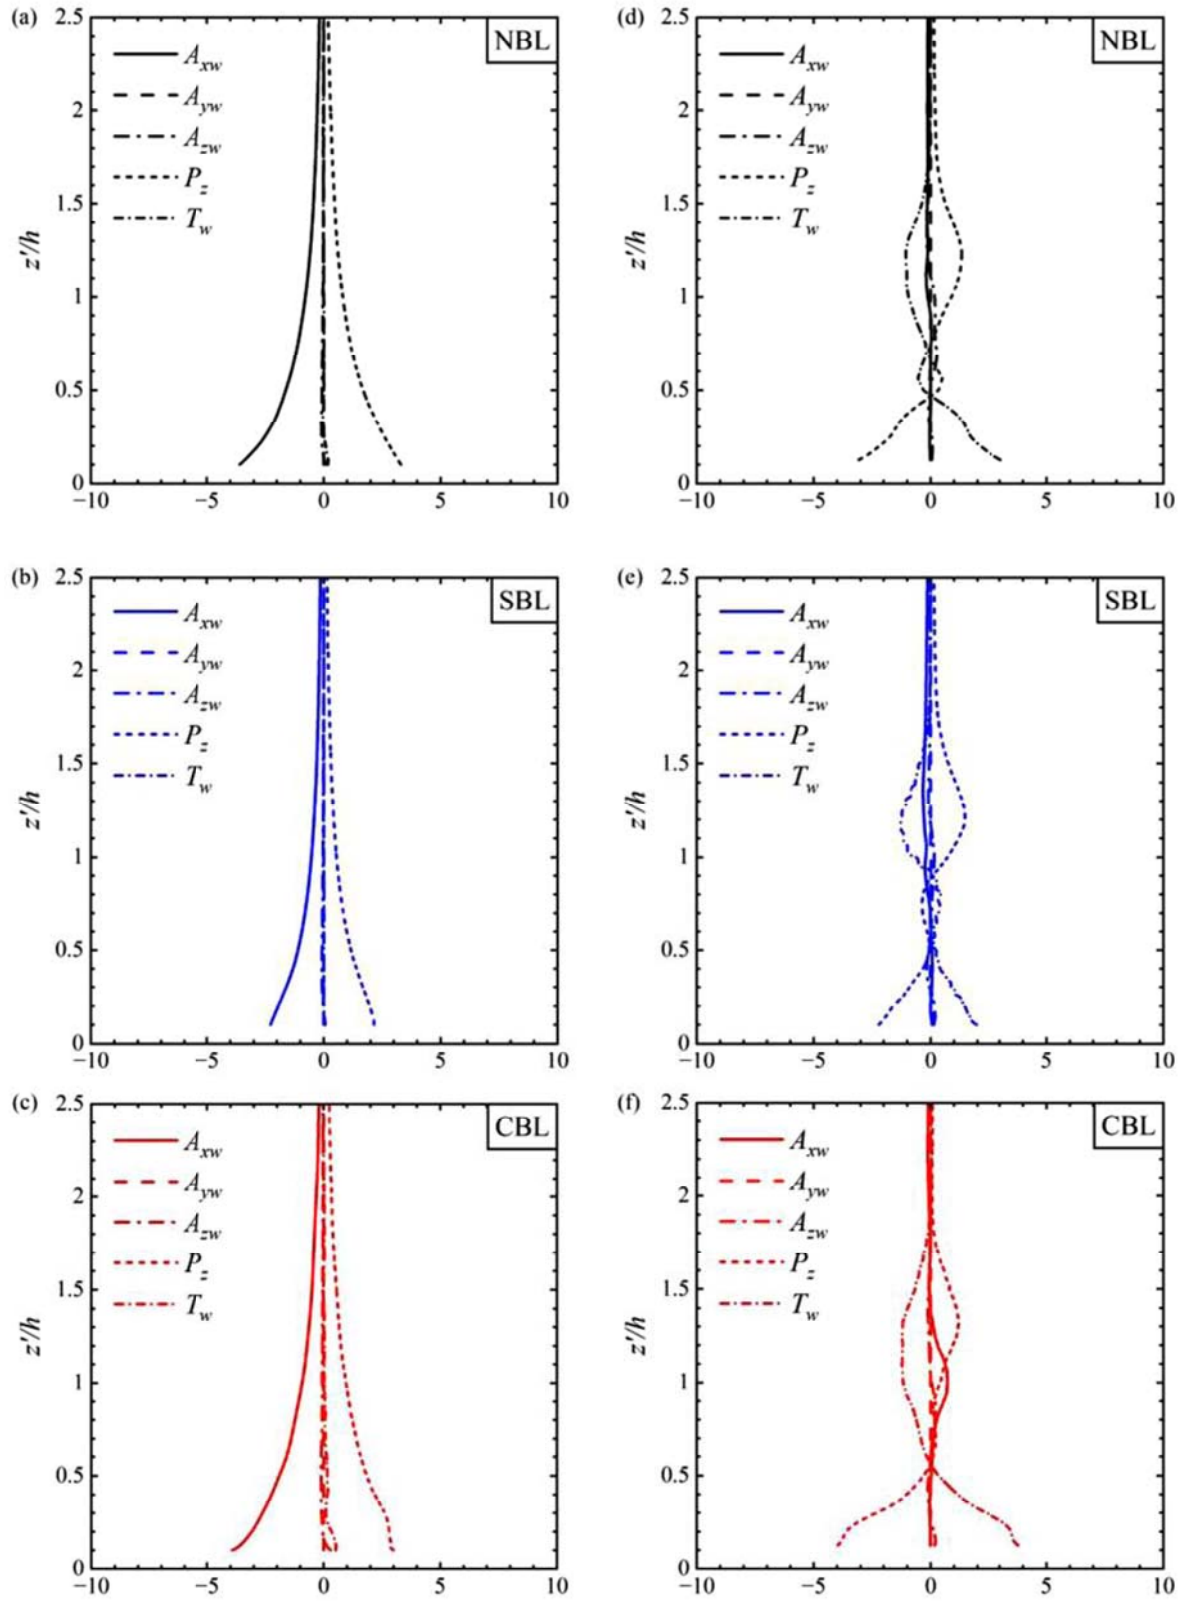 (a) 2.5 NBL
A_xw
2 A_yw
A_zw
P_z
1.5 T_w
z'/h
1
0.5
0
−10 −5 0 5 10
(d) 2.5 NBL
A_xw
2 A_yw
A_zw
P_z
1.5 T_w
z'/h
1
0.5
0
−10 −5 0 5 10
(b) 2.5 SBL
A_xw
2 A_yw
A_zw
P_z
1.5 T_w
z'/h
1
0.5
0
−10 −5 0 5 10
(e) 2.5 SBL
A_xw
2 A_yw
A_zw
P_z
1.5 T_w
z'/h
1
0.5
0
−10 −5 0 5 10
(c) 2.5 CBL
A_xw
2 A_yw
A_zw
P_z
1.5 T_w
z'/h
1
0.5
0
−10 −5 0 5 10
(f) 2.5 CBL
A_xw
2 A_yw
A_zw
P_z
1.5 T_w
z'/h
1
0.5
0
−10 −5 0 5 10